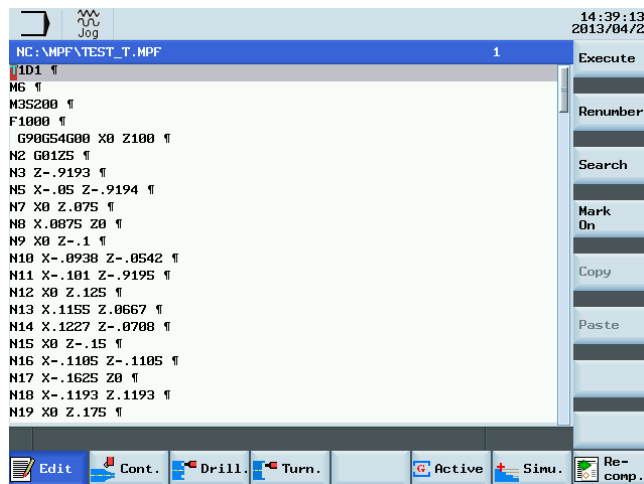 Jog
14:39:13
2013/04/2
NC:\MPF\TEST_T.MPF 1
T1D1 ¶
M6 ¶
M3S200 ¶
F1000 ¶
G90G54G00 X0 Z100 ¶
N2 G01Z5 ¶
N3 Z-.9193 ¶
N5 X-.05 Z-.9194 ¶
N7 X0 Z.075 ¶
N8 X.0875 Z0 ¶
N9 X0 Z-.1 ¶
N10 X-.0938 Z-.0542 ¶
N11 X-.101 Z-.9195 ¶
N12 X0 Z.125 ¶
N13 X.1155 Z.0667 ¶
N14 X.1227 Z-.0708 ¶
N15 X0 Z-.15 ¶
N16 X-.1105 Z-.1105 ¶
N17 X-.1625 Z0 ¶
N18 X-.1193 Z.1193 ¶
N19 X0 Z.175 ¶
Execute
Renumber
Search
Mark
On
Copy
Paste
Edit
Cont.
Drill.
Turn.
G Active
Simu.
Re-
comp.